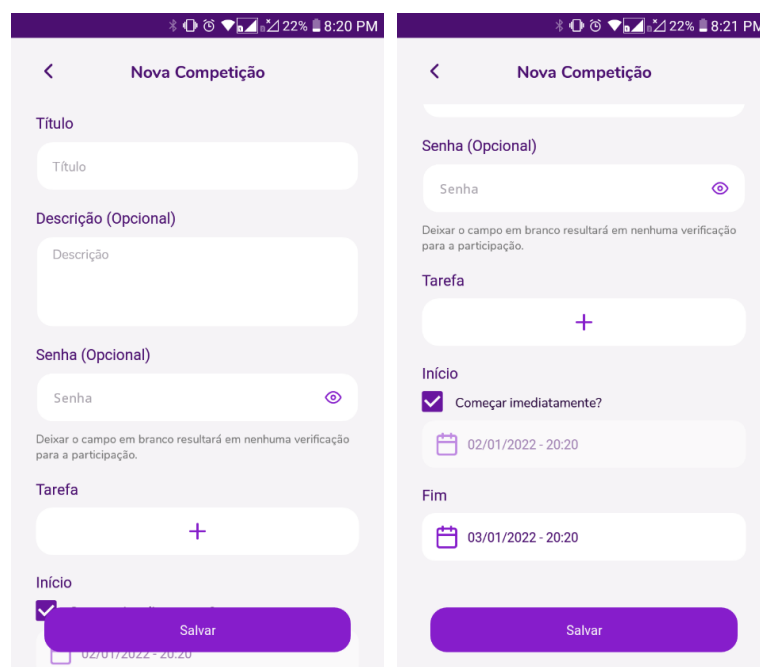 22% 8:20 PM
Nova Competição
Título
Título
Descrição (Opcional)
Descrição
Senha (Opcional)
Senha
Deixar o campo em branco resultará em nenhuma verificação
para a participação.
Tarefa
+
Início
Salvar
02/01/2022 - 20:20
22% 8:21 PM
Nova Competição
Senha (Opcional)
Senha
Deixar o campo em branco resultará em nenhuma verificação
para a participação.
Tarefa
+
Início
Começar imediatamente?
02/01/2022 - 20:20
Fim
03/01/2022 - 20:20
Salvar